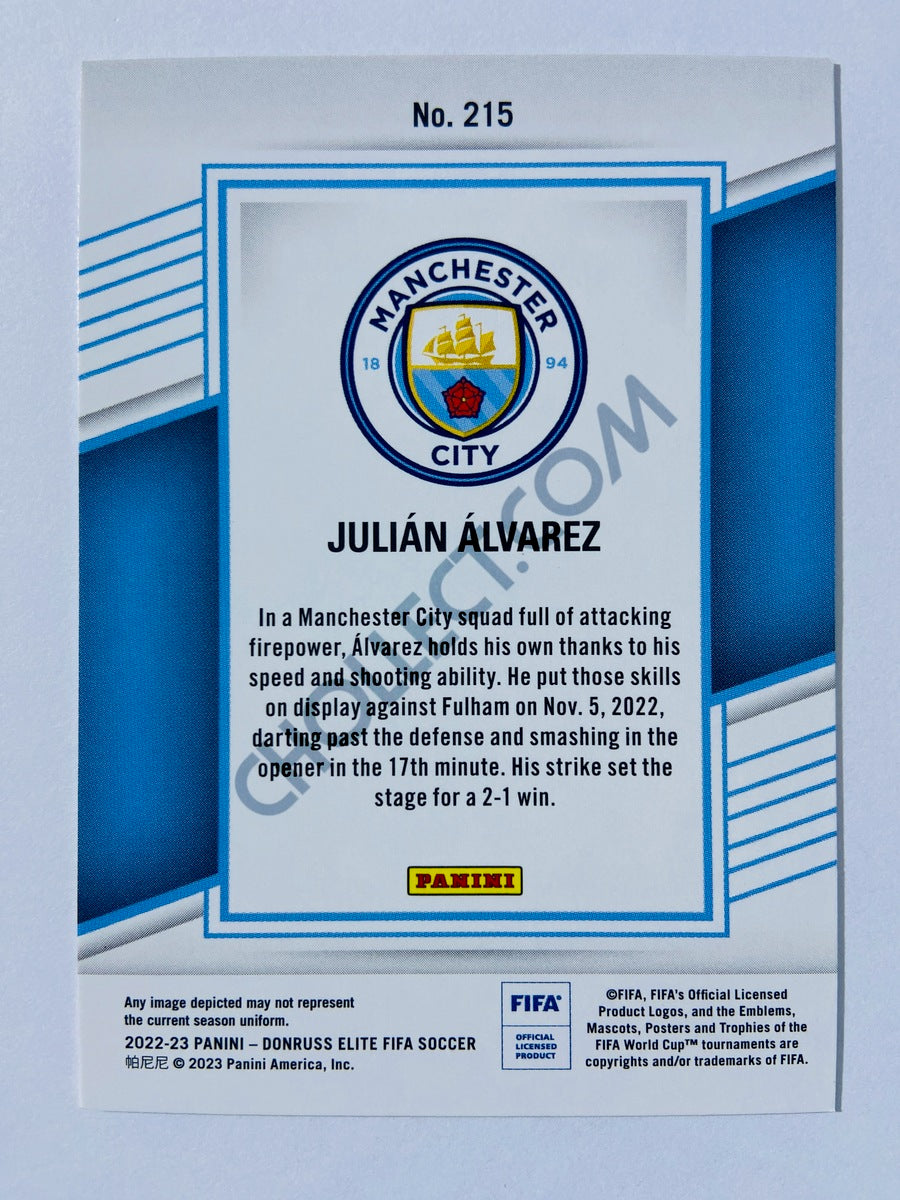 No. 215
MANCHESTER
18 94
CITY
JULIÁN ÁLVAREZ
In a Manchester City squad full of attacking
firepower, Álvarez holds his own thanks to his
speed and shooting ability. He put those skills
on display against Fulham on Nov. 5, 2022,
darting past the defense and smashing in the
opener in the 17th minute. His strike set the
stage for a 2-1 win.
CHOLLECT.COM
PANINI
Any image depicted may not represent
the current season uniform.
2022-23 PANINI – DONRUSS ELITE FIFA SOCCER
帕尼尼 © 2023 Panini America, Inc.
FIFA®
OFFICIAL
LICENSED
PRODUCT
©FIFA, FIFA's Official Licensed
Product Logos, and the Emblems,
Mascots, Posters and Trophies of the
FIFA World Cup™ tournaments are
copyrights and/or trademarks of FIFA.